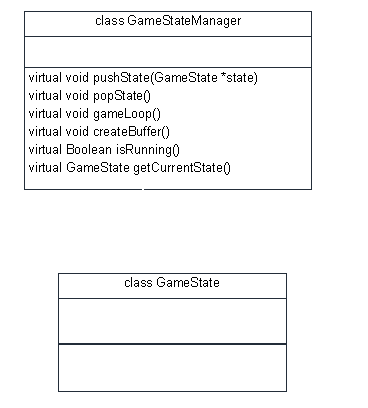 class GameStateManager
virtual void pushState(GameState *state)
virtual void popState()
virtual void gameLoop()
virtual void createBuffer()
virtual Boolean isRunning()
virtual GameState getCurrentState()
class GameState